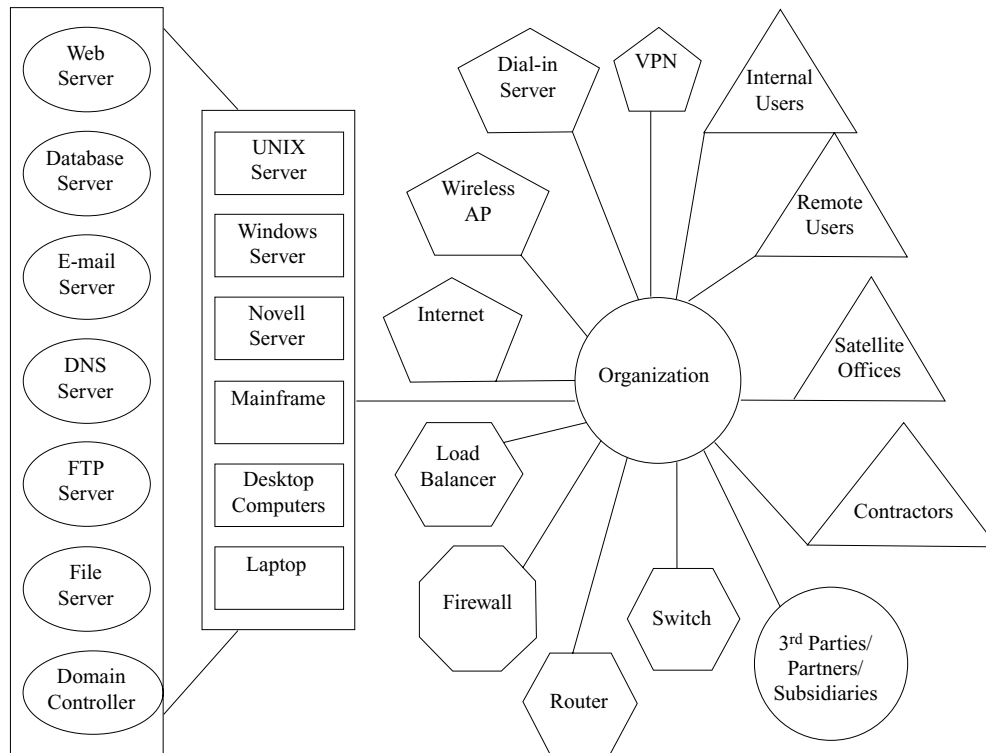 Web
Server
Database
Server
E-mail
Server
DNS
Server
FTP
Server
File
Server
Domain
Controller
UNIX
Server
Windows
Server
Novell
Server
Mainframe
Desktop
Computers
Laptop
Dial-in
Server
VPN
Internal
Users
Wireless
AP
Remote
Users
Internet
Organization
Satellite
Offices
Load
Balancer
Contractors
Firewall
Switch
Router
3rd Parties/
Partners/
Subsidiaries